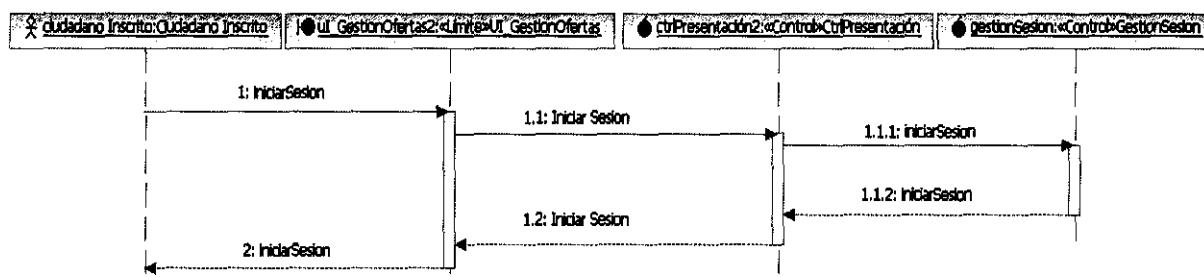 ciudadano Inscrito:Ciudadano Inscrito
uI_GestionOfertas2:«Límite»UI_GestionOfertas
ctrlPresentación2:«Control»CtrlPresentación
gestionSesion:«Control»GestionSesion
1: IniciarSesion
1.1: Iniciar Sesion
1.1.1: iniciarSesion
1.1.2: iniciarSesion
1.2: Iniciar Sesion
2: IniciarSesion